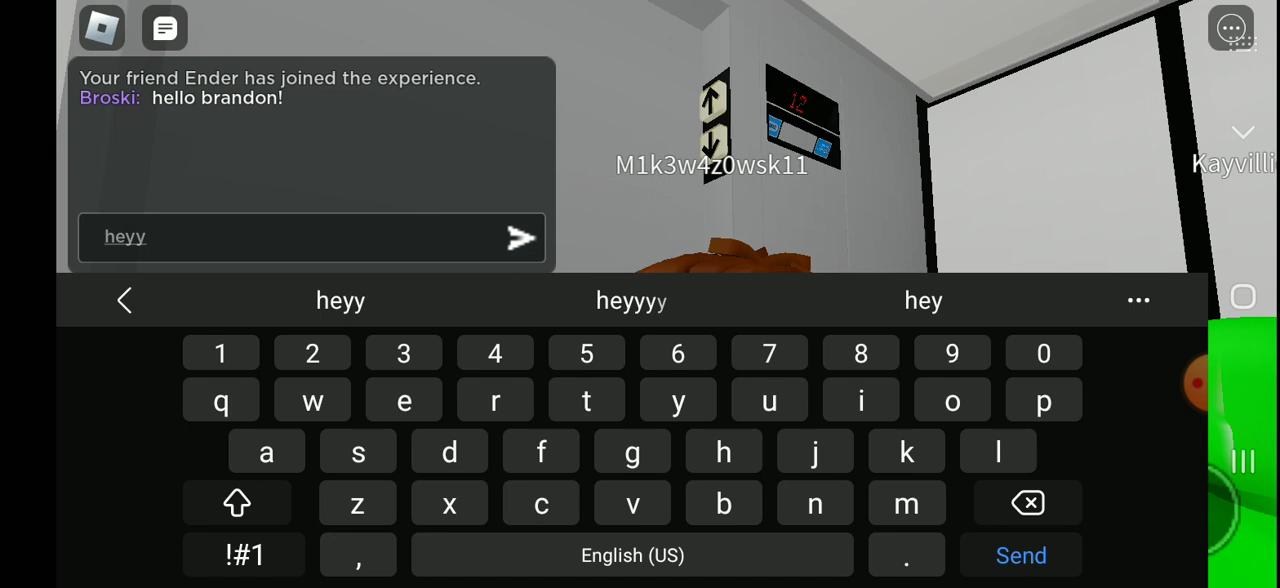 Your friend Ender has joined the experience.
Broski: hello brandon!
12
M1k3w4z0wsk11
Kayvilli
heyy
heyy heyyyy hey
1 2 3 4 5 6 7 8 9 0
q w e r t y u i o p
a s d f g h j k l
z x c v b n m
!#1 , English (US) . Send